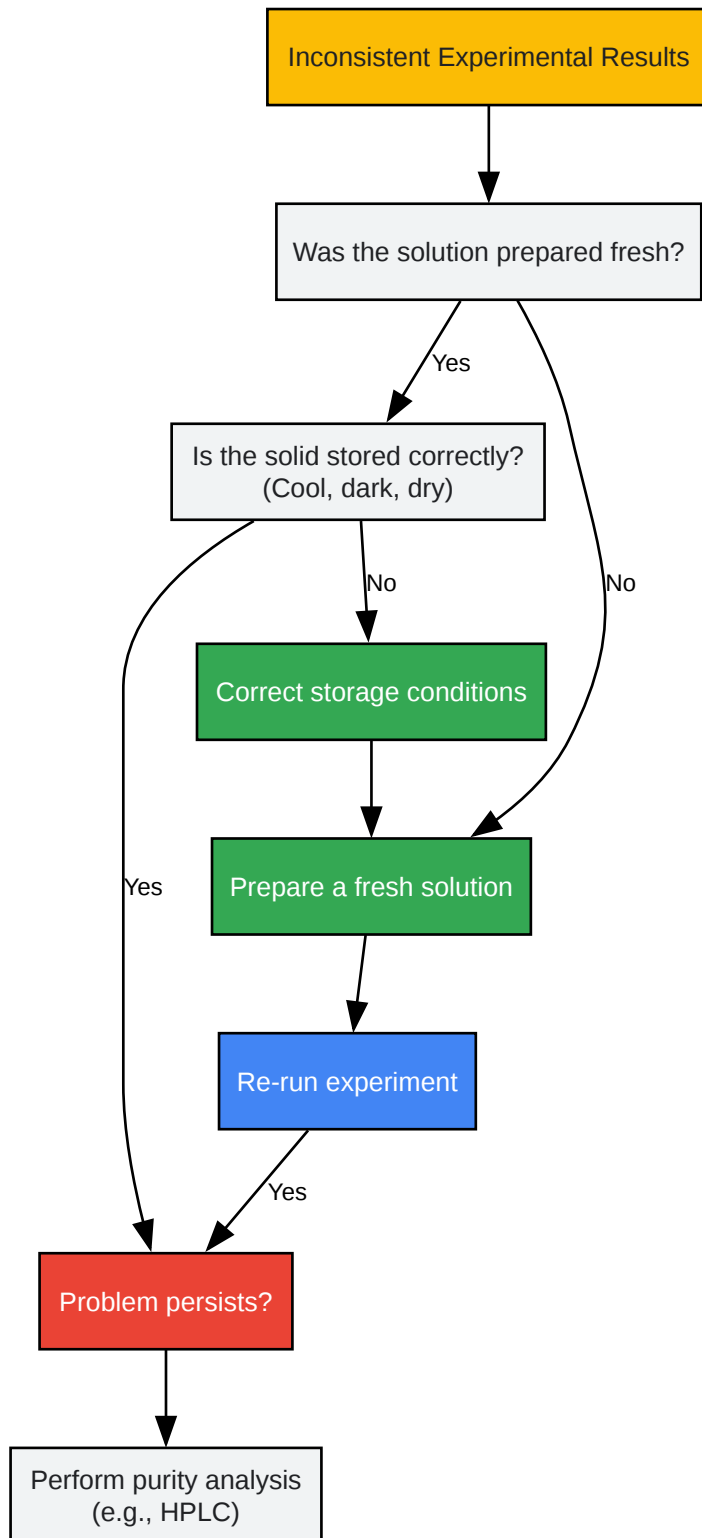 Inconsistent Experimental Results
Was the solution prepared fresh?
Yes
Is the solid stored correctly?
(Cool, dark, dry)
No
No
Correct storage conditions
Prepare a fresh solution
Yes
Re-run experiment
Yes
Problem persists?
Perform purity analysis
(e.g., HPLC)